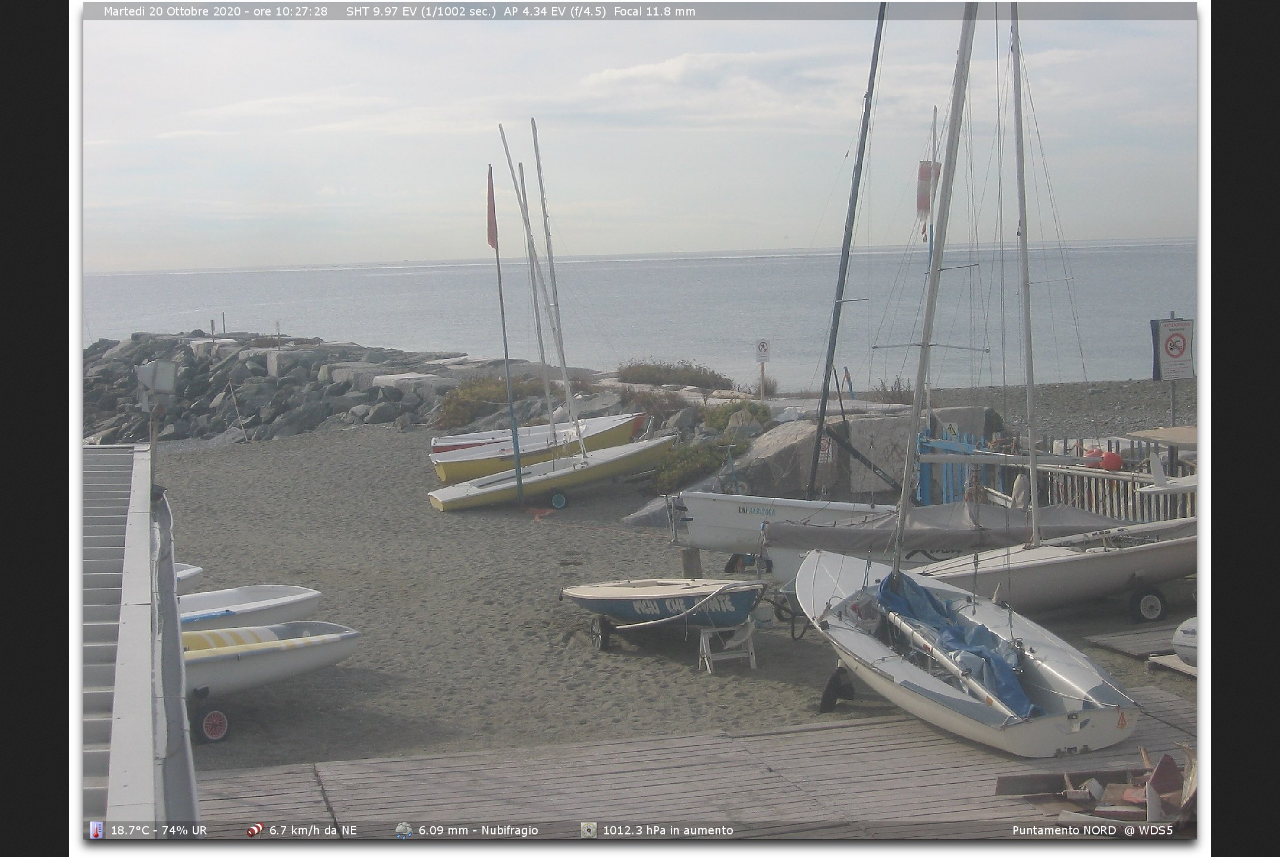 Martedi 20 Ottobre 2020 - ore 10:27:28 SHT 9.97 EV (1/1002 sec.) AP 4.34 EV (f/4.5) Focal 11.8 mm
18.7°C - 74% UR 6.7 km/h da NE 6.09 mm - Nubifragio 1012.3 hPa in aumento Puntamento NORD @ WDS5